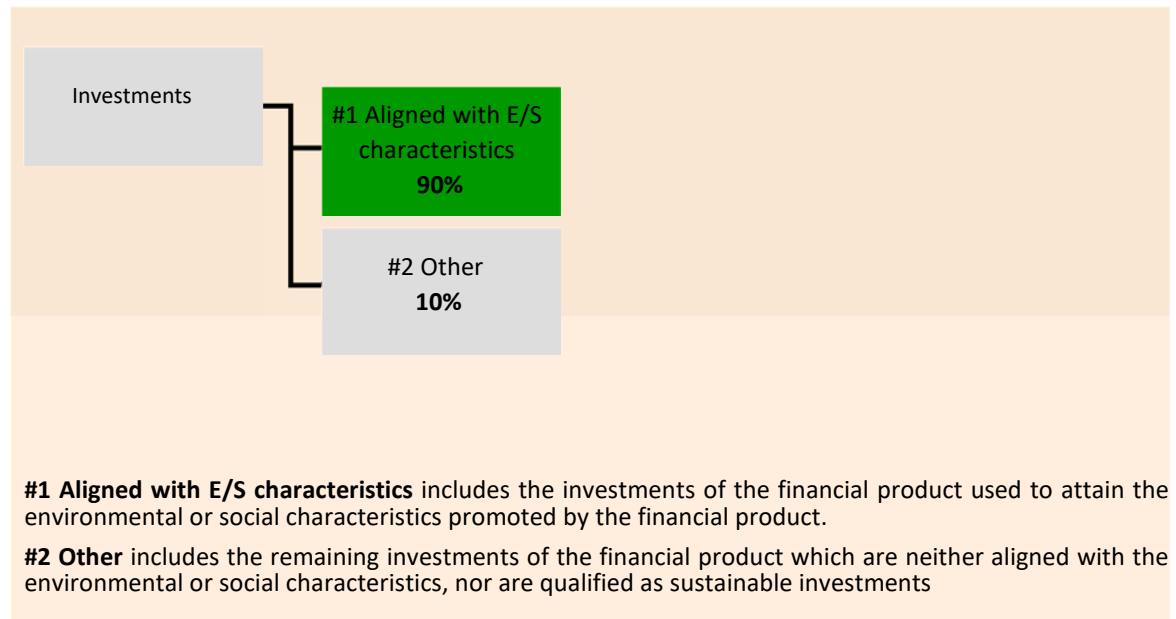 Investments
#1 Aligned with E/S
characteristics
90%
#2 Other
10%
#1 Aligned with E/S characteristics includes the investments of the financial product used to attain the
environmental or social characteristics promoted by the financial product.
#2 Other includes the remaining investments of the financial product which are neither aligned with the
environmental or social characteristics, nor are qualified as sustainable investments